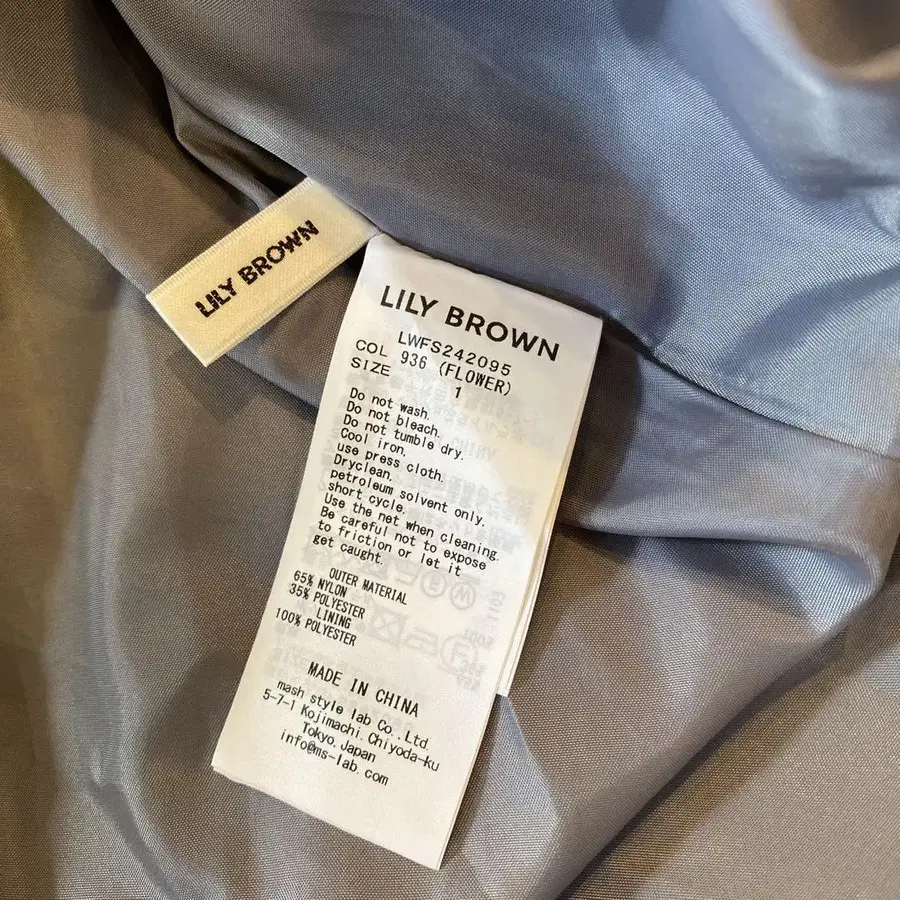 LILY BROWN
LILY BROWN
LWFS242095
COL 936 (FLOWER)
SIZE 1
Do not wash.
Do not bleach.
Do not tumble dry.
Cool iron.
use press cloth.
Dryclean.
petroleum solvent only.
short cycle.
Use the net when cleaning.
Be careful not to expose
to friction or let it
get caught.
OUTER MATERIAL
65% NYLON
35% POLYESTER
LINING
100% POLYESTER
MADE IN CHINA
mash style lab Co., Ltd.
5-7-1 Kojimachi, Chiyoda-ku
Tokyo, Japan
info@ms-lab.com